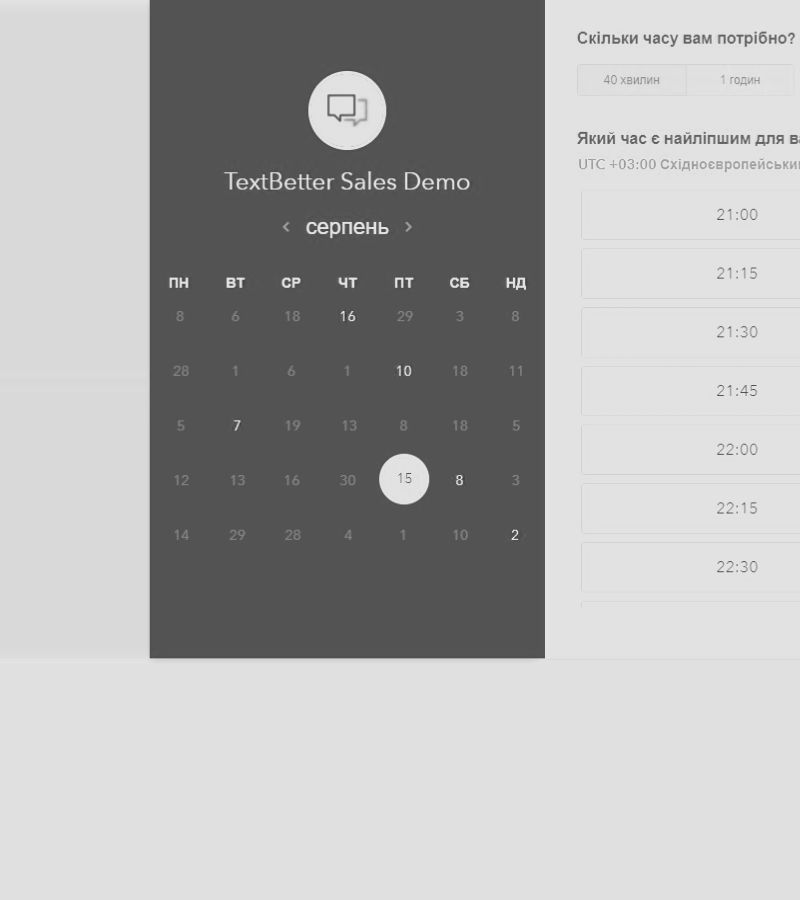 TextBetter Sales Demo
серпень
ПН ВТ СР ЧТ ПТ СБ НД
8 6 18 16 29 3 8
28 1 6 1 10 18 11
5 7 19 13 8 18 5
12 13 16 30 15 8 3
14 29 28 4 1 10 2
Скільки часу вам потрібно?
40 хвилин 1 годин
Який час є найліпшим для ва
UTC +03:00 Східноєвропейськи
21:00
21:15
21:30
21:45
22:00
22:15
22:30